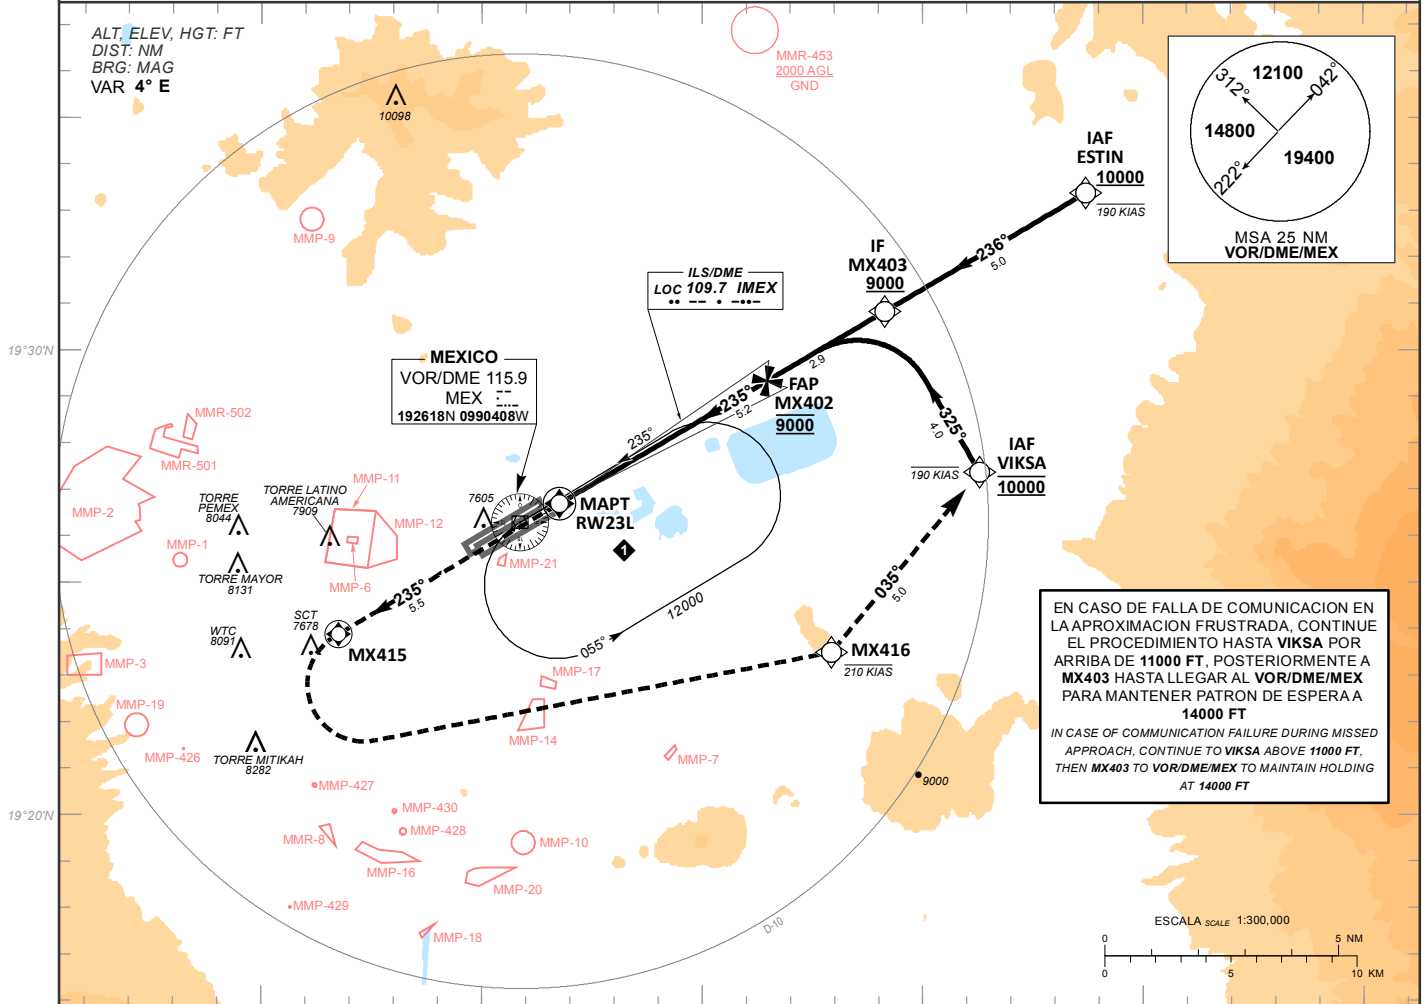 ALT, ELEV, HGT: FT
DIST: NM
BRG: MAG
VAR 4° E
10098
MMR-453
2000 AGL
GND
312°
12100
042°
14800
19400
222°
MSA 25 NM
VOR/DME/MEX
IAF
ESTIN
10000
190 KIAS
236°
5.0
IF
MX403
9000
MMP-9
ILS/DME
LOC 109.7 IMEX
19°30'N
2.9
MEXICO
VOR/DME 115.9
MEX
192618N 0990408W
FAP
MX402
9000
235°
5.2
235°
325°
4.0
IAF
VIKSA
10000
190 KIAS
MMR-502
MMR-501
MMP-2
MMP-1
TORRE
PEMEX
8044
TORRE LATINO
AMERICANA
7909
MMP-11
MMP-12
MMP-6
TORRE MAYOR
8131
7605
MAPT
RW23L
MMP-21
1
235°
5.5
035°
5.0
12000
055°
SCT
7678
WTC
8091
MX415
MX416
210 KIAS
MMP-3
MMP-19
MMP-426
TORRE MITIKAH
8282
MMP-17
MMP-14
MMP-7
9000
EN CASO DE FALLA DE COMUNICACION EN
LA APROXIMACION FRUSTRADA, CONTINUE
EL PROCEDIMIENTO HASTA VIKSA POR
ARRIBA DE 11000 FT, POSTERIORMENTE A
MX403 HASTA LLEGAR AL VOR/DME/MEX
PARA MANTENER PATRON DE ESPERA A
14000 FT
IN CASE OF COMMUNICATION FAILURE DURING MISSED
APPROACH, CONTINUE TO VIKSA ABOVE 11000 FT,
THEN MX403 TO VOR/DME/MEX TO MAINTAIN HOLDING
AT 14000 FT
19°20'N
MMP-427
MMP-430
MMP-428
MMR-8
MMP-16
MMP-10
MMP-20
MMP-429
MMP-18
D-10
ESCALA SCALE 1:300,000
0 5 NM
0 5 10 KM